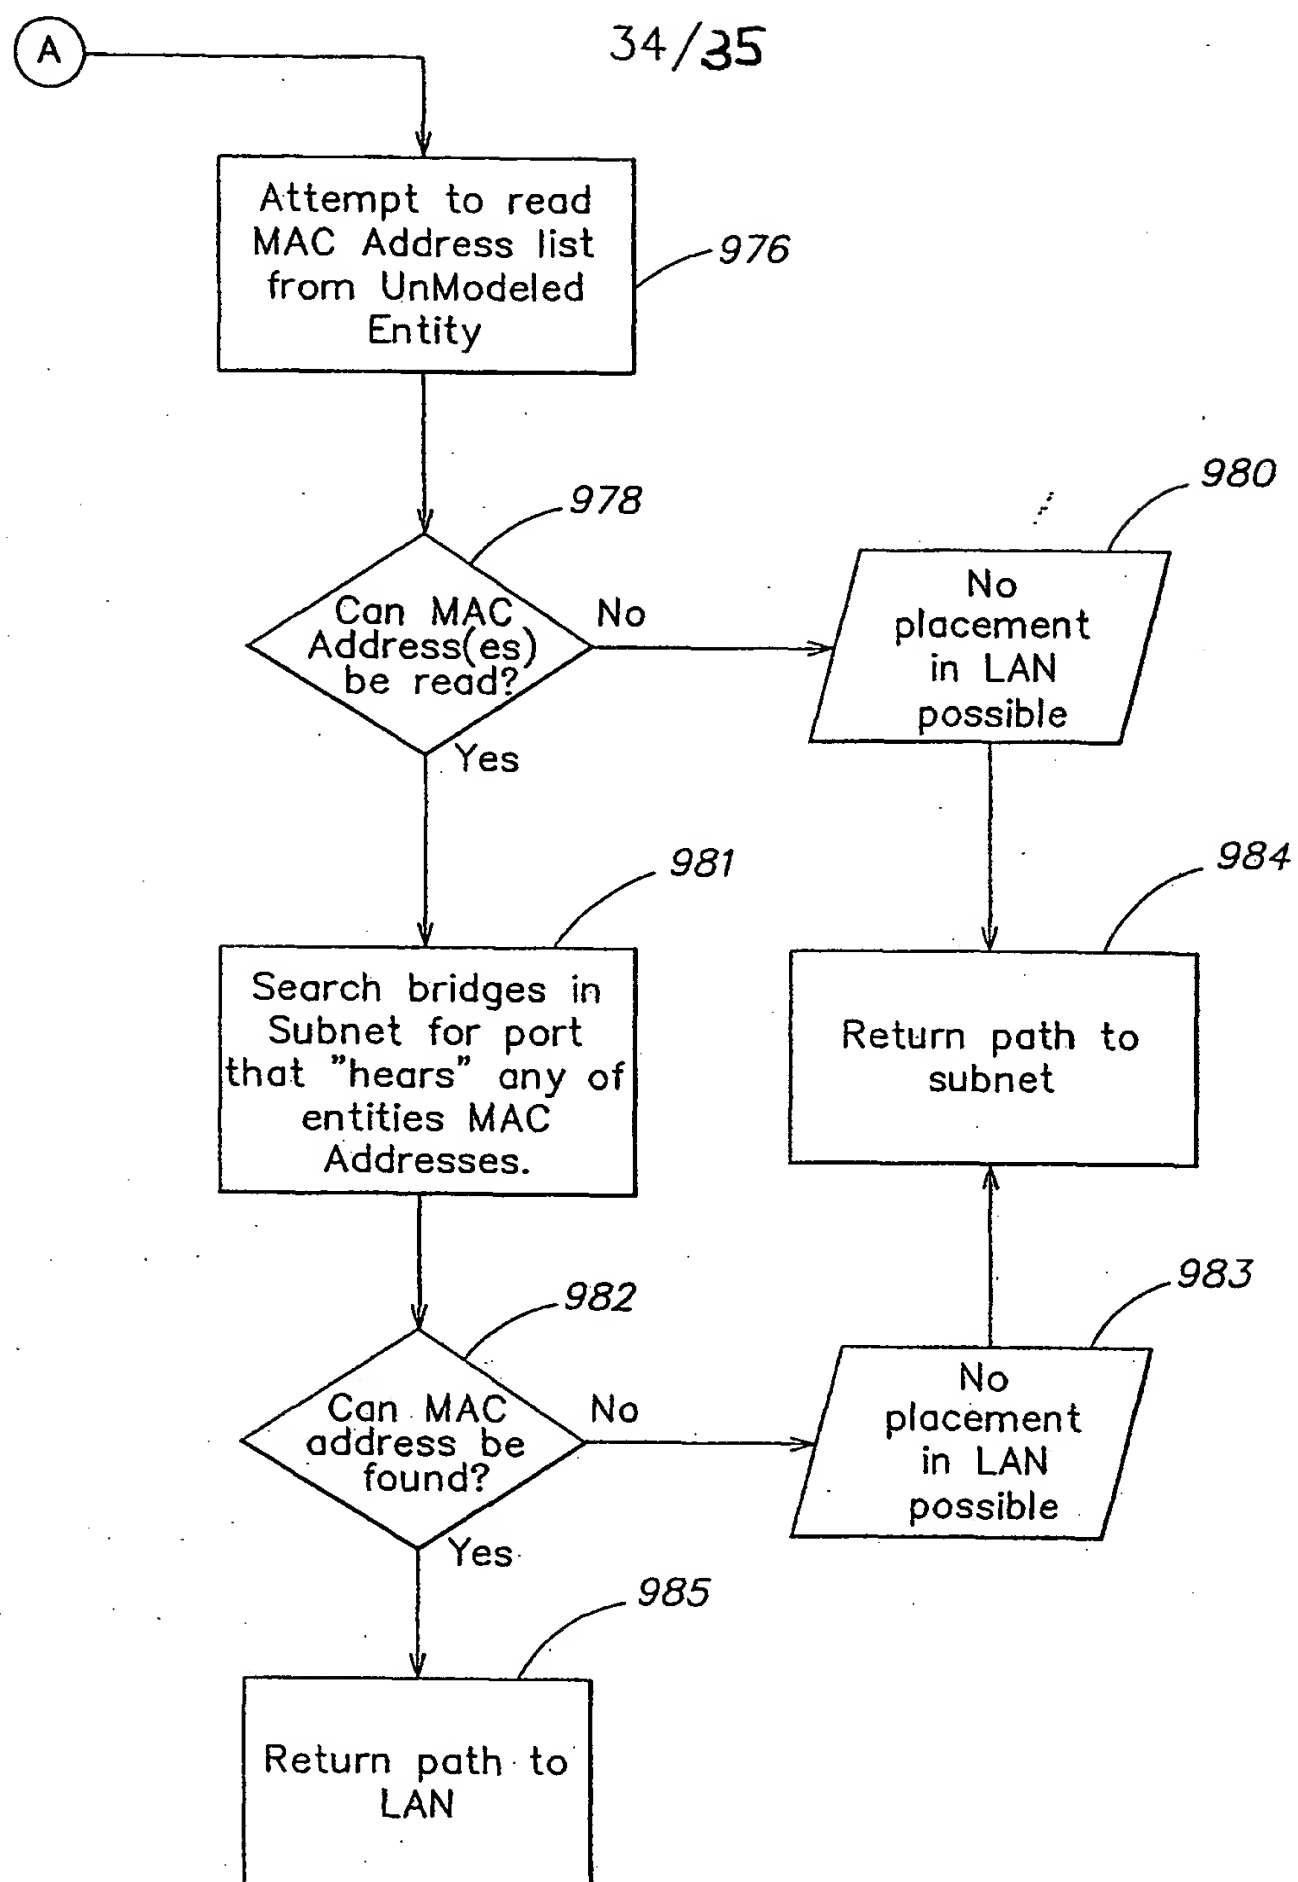 A
34/35
Attempt to read
MAC Address list
from UnModeled
Entity
976
978
Can MAC
Address(es)
be read?
No
Yes
980
No
placement
in LAN
possible
981
Search bridges in
Subnet for port
that "hears" any of
entities MAC
Addresses.
984
Return path to
subnet
982
Can MAC
address be
found?
No
Yes
983
No
placement
in LAN
possible
985
Return path to
LAN